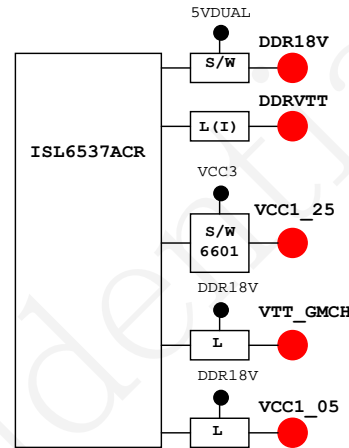 5VDUAL
DDR18V
S/W
DDRVTT
L(I)
ISL6537ACR
VCC3
VCC1_25
S/W
6601
DDR18V
VTT_GMCH
L
DDR18V
VCC1_05
L